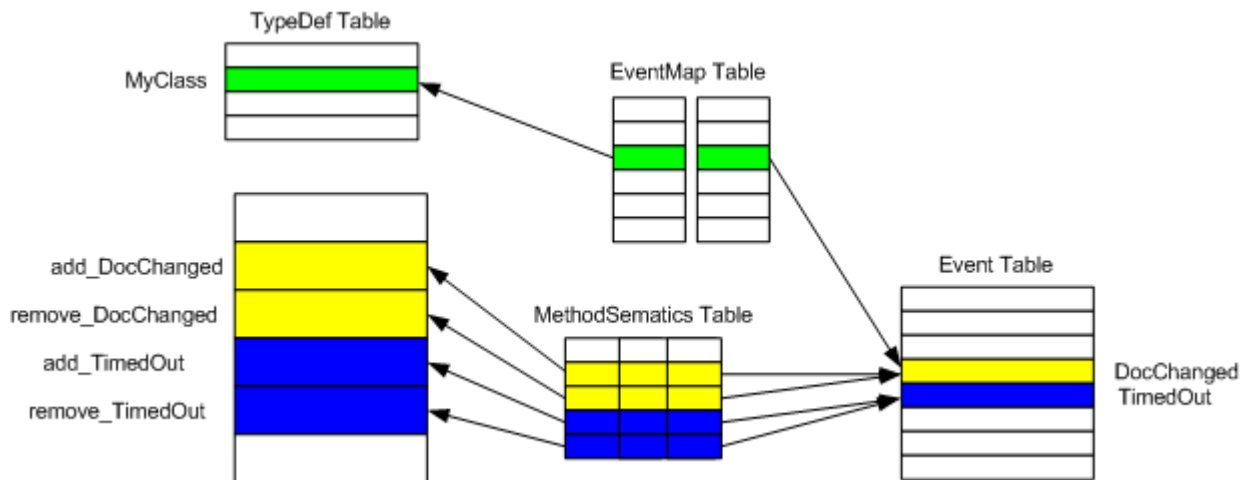 TypeDef Table
MyClass
EventMap Table
add_DocChanged
remove_DocChanged
add_TimedOut
remove_TimedOut
MethodSematics Table
Event Table
DocChanged
TimedOut